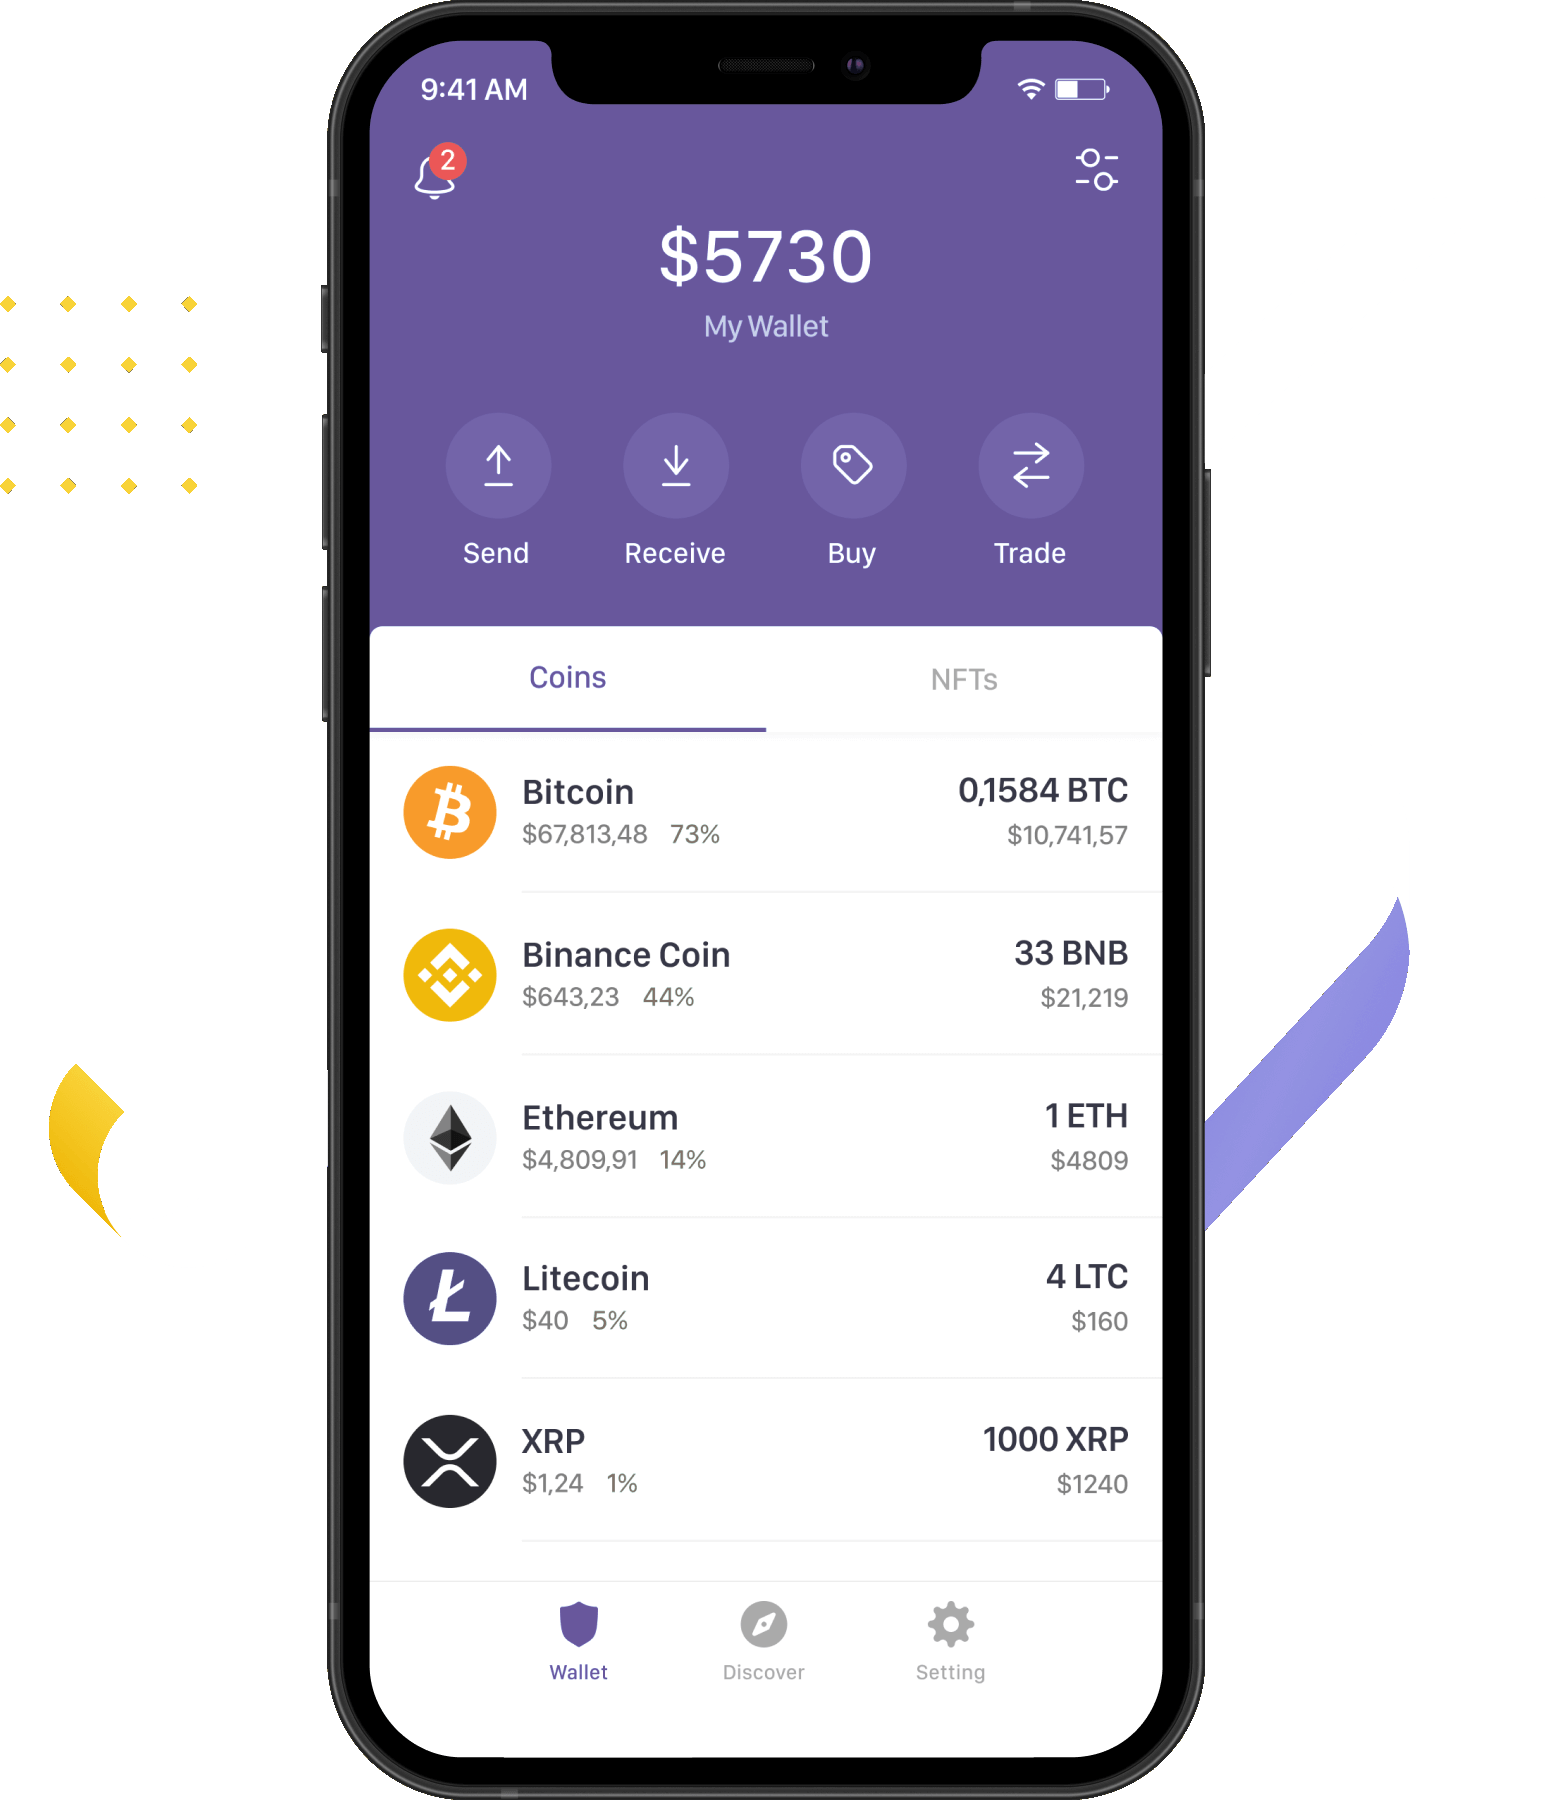 9:41 AM
2
$5730
My Wallet
Send Receive Buy Trade
Coins NFTs
Bitcoin 0,1584 BTC
$67,813,48 73% $10,741,57
Binance Coin 33 BNB
$643,23 44% $21,219
Ethereum 1 ETH
$4,809,91 14% $4809
Litecoin 4 LTC
$40 5% $160
XRP 1000 XRP
$1,24 1% $1240
Wallet Discover Setting